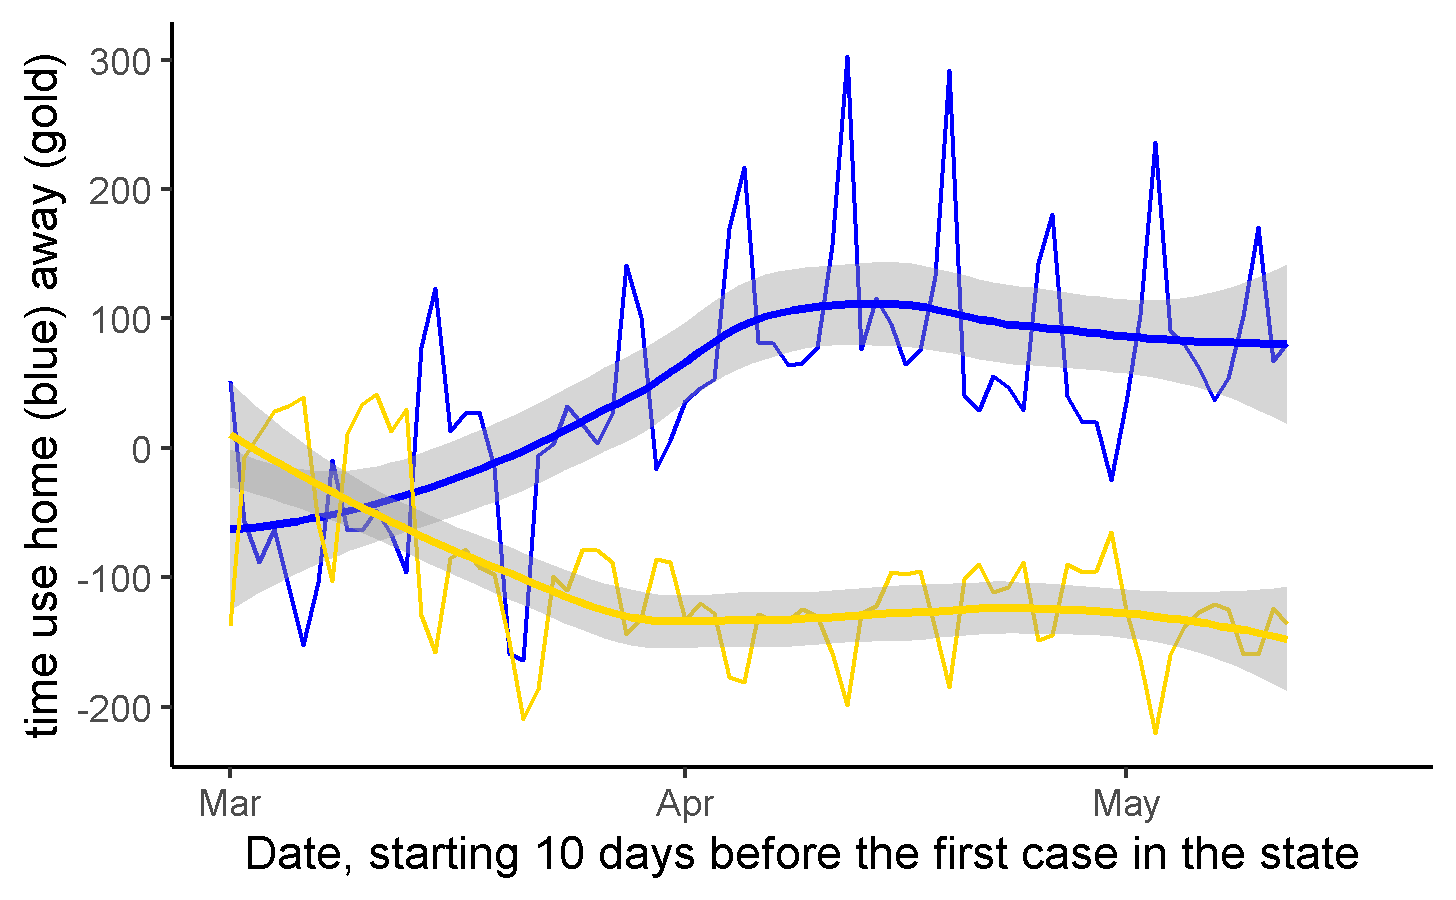 time use home (blue) away (gold)
300
200
100
0
-100
-200
Mar
Apr
May
Date, starting 10 days before the first case in the state